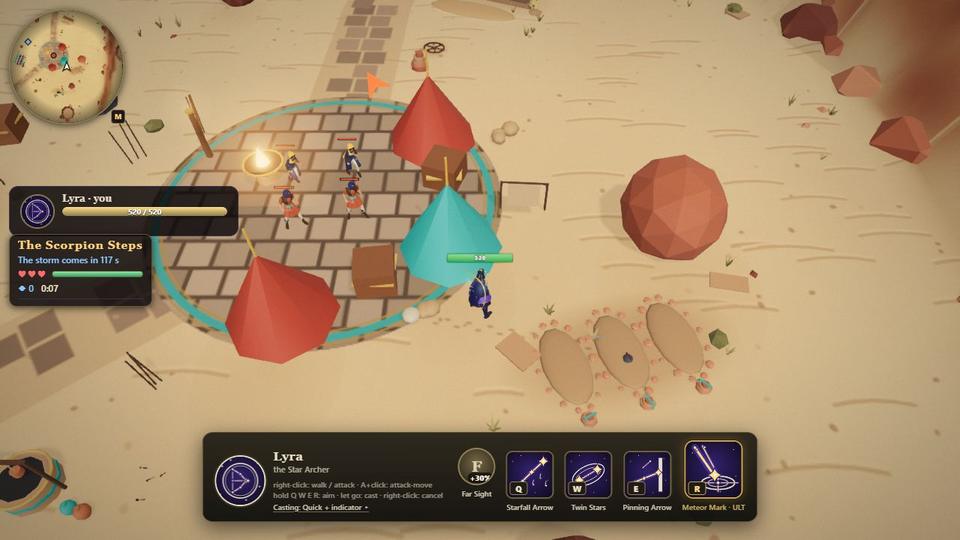 M
Lyra · you
520 / 520
The Scorpion Steps
The storm comes in 117 s
0 0:07
520
Lyra
the Star Archer
right-click: walk / attack · A+click: attack-move
hold Q W E R: aim · let go: cast · right-click: cancel
Casting: Quick + indicator
F
+30%
Far Sight
Q
Starfall Arrow
W
Twin Stars
E
Pinning Arrow
R
Meteor Mark · ULT